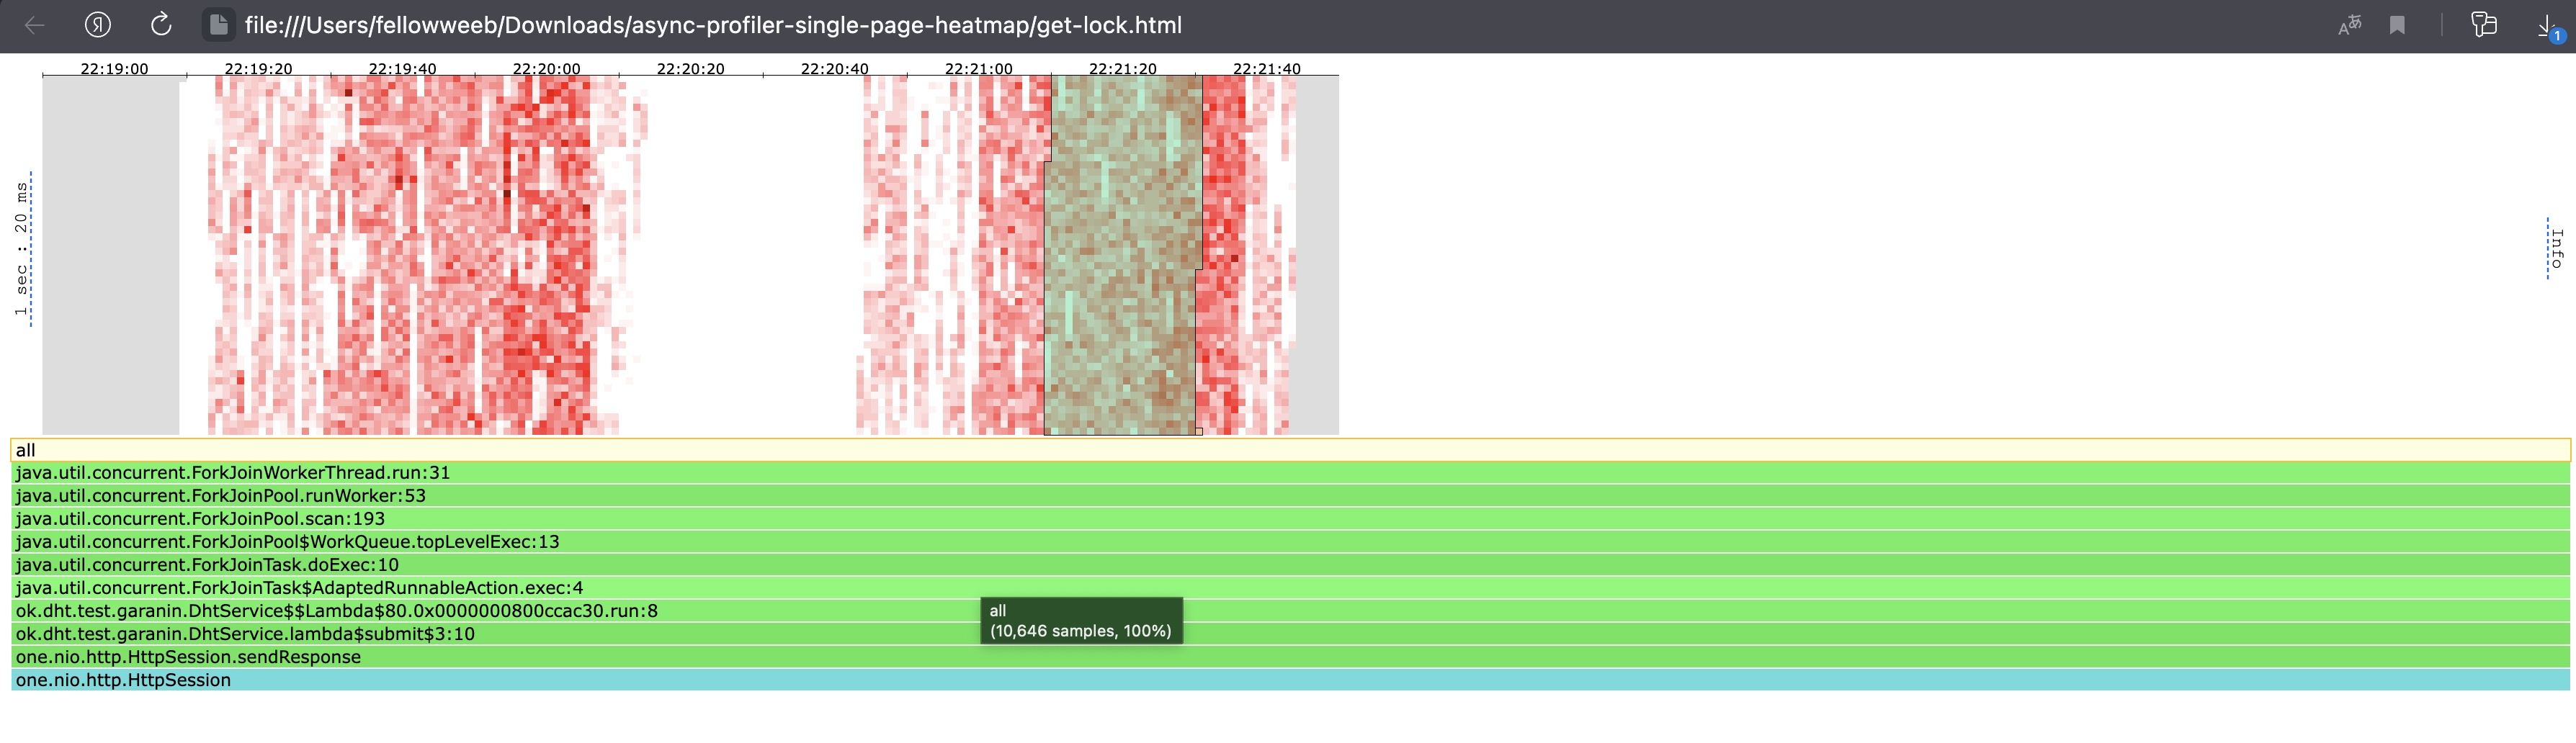 Я file:///Users/fellowweeb/Downloads/async-profiler-single-page-heatmap/get-lock.html Aあ 1
22:19:00 22:19:20 22:19:40 22:20:00 22:20:20 22:20:40 22:21:00 22:21:20 22:21:40
1 sec : 20 ms
Info
all
java.util.concurrent.ForkJoinWorkerThread.run:31
java.util.concurrent.ForkJoinPool.runWorker:53
java.util.concurrent.ForkJoinPool.scan:193
java.util.concurrent.ForkJoinPool$WorkQueue.topLevelExec:13
java.util.concurrent.ForkJoinTask.doExec:10
java.util.concurrent.ForkJoinTask$AdaptedRunnableAction.exec:4
ok.dht.test.garanin.DhtService$$Lambda$80.0x0000000800ccac30.run:8
ok.dht.test.garanin.DhtService.lambda$submit$3:10
one.nio.http.HttpSession.sendResponse
one.nio.http.HttpSession
all
(10,646 samples, 100%)